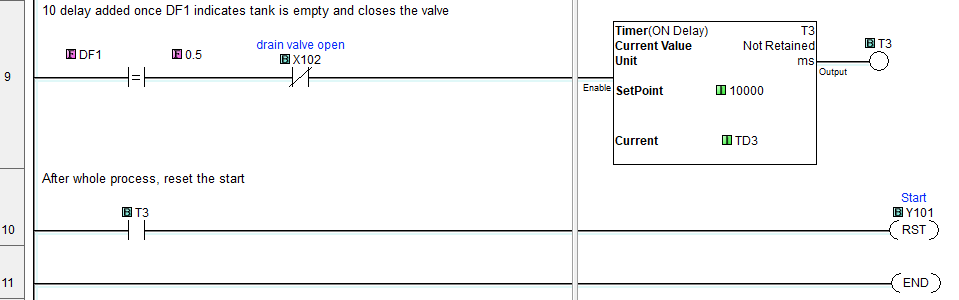 10 delay added once DF1 indicates tank is empty and closes the valve
9
F DF1
=
F 0.5
drain valve open
B X102
Timer(ON Delay) T3
Current Value Not Retained
Unit ms
Enable
SetPoint I 10000
Current I TD3
Output
B T3
After whole process, reset the start
10
B T3
Start
B Y101
RST
11
END